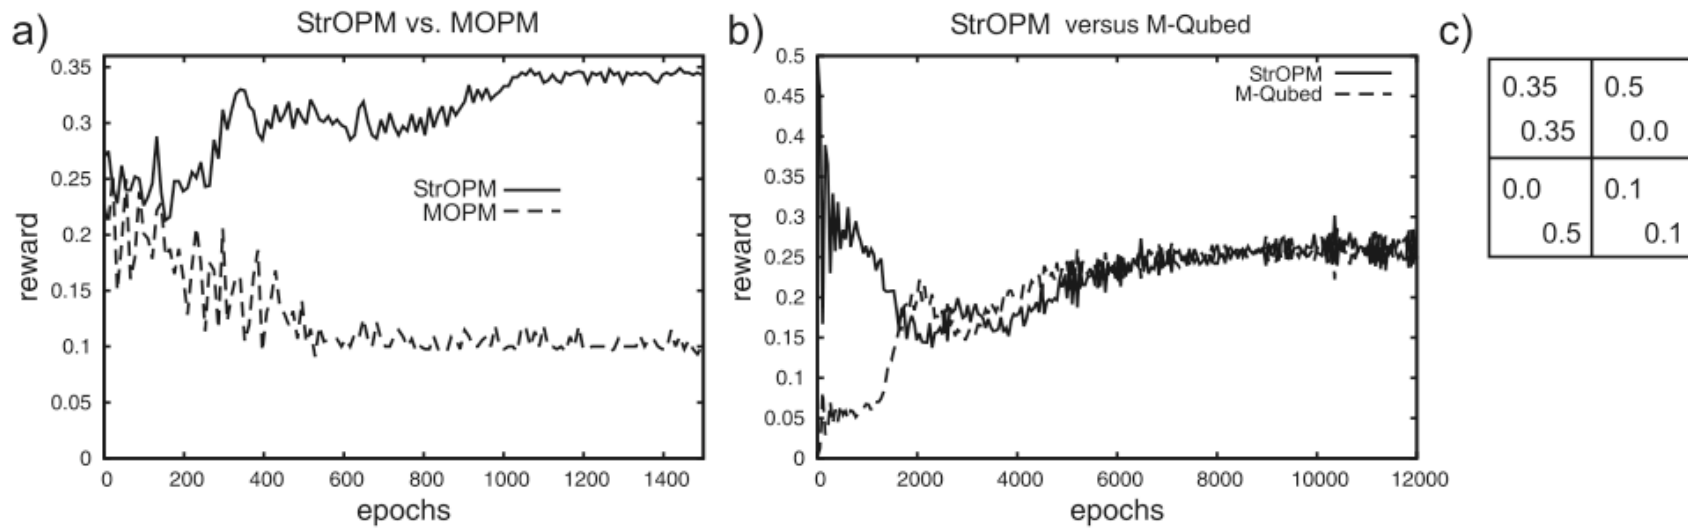 a)
StrOPM vs. MOPM
reward
0.35
0.3
0.25
0.2
0.15
0.1
0.05
0
StrOPM
MOPM
0 200 400 600 800 1000 1200 1400
epochs
b)
StrOPM versus M-Qubed
reward
0.5
0.45
0.4
0.35
0.3
0.25
0.2
0.15
0.1
0.05
0
StrOPM
M-Qubed
0 2000 4000 6000 8000 10000 12000
epochs
c)
0.35 0.5
0.35 0.0
0.0 0.1
0.5 0.1